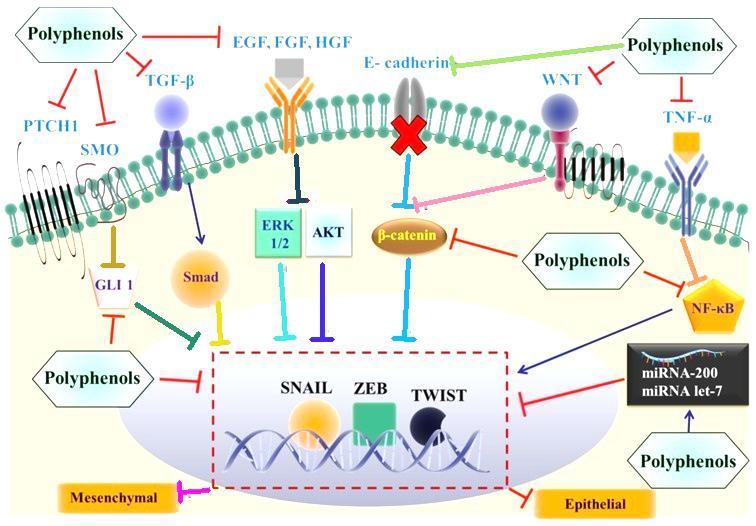 Polyphenols
EGF, FGF, HGF
Polyphenols
E- cadherin
TGF-β
WNT
TNF-α
PTCH1
SMO
ERK
1/2
AKT
β-catenin
Polyphenols
Smad
GLI 1
NF-κB
Polyphenols
miRNA-200
miRNA let-7
SNAIL
ZEB
TWIST
Polyphenols
Mesenchymal
Epithelial